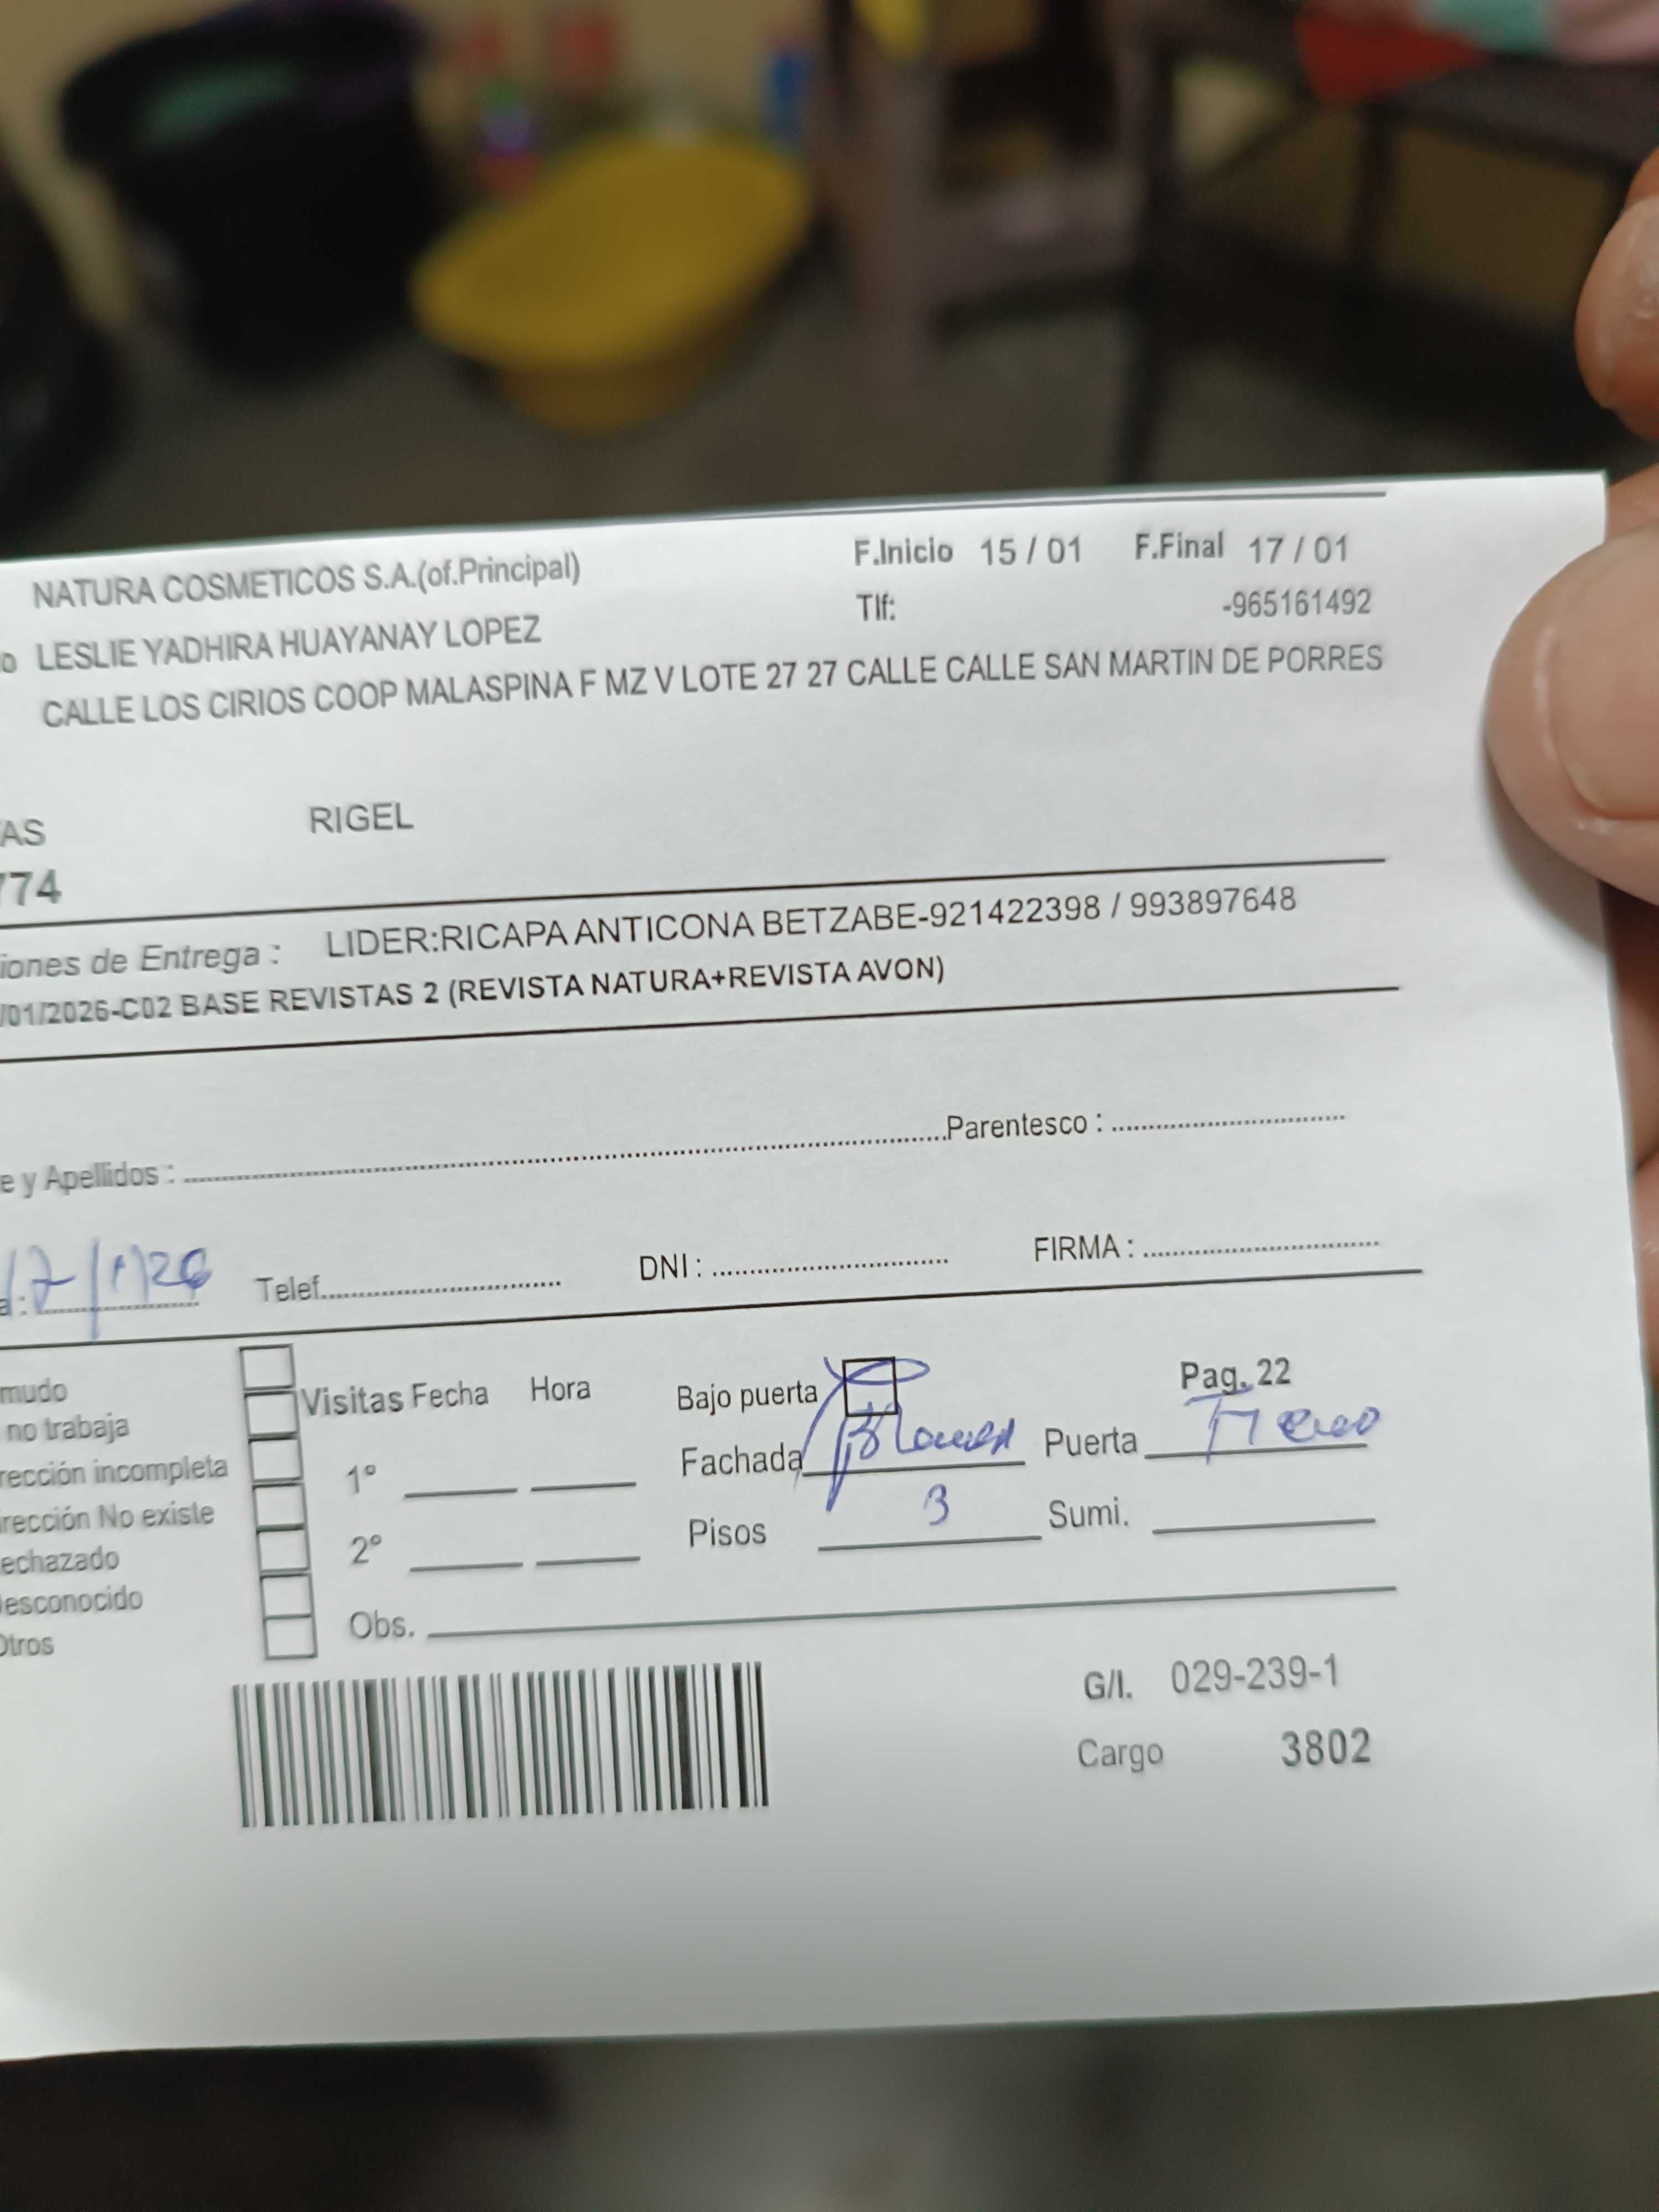 NATURA COSMETICOS S.A.(of.Principal) F.Inicio 15 / 01 F.Final 17 / 01
Tlf: -965161492
o LESLIE YADHIRA HUAYANAY LOPEZ
CALLE LOS CIRIOS COOP MALASPINA F MZ V LOTE 27 27 CALLE CALLE SAN MARTIN DE PORRES
AS RIGEL
774
iones de Entrega : LIDER:RICAPA ANTICONA BETZABE-921422398 / 993897648
/01/2026-C02 BASE REVISTAS 2 (REVISTA NATURA+REVISTA AVON)
e y Apellidos : Parentesco :
a : Telef. DNI : FIRMA :
mudo
no trabaja
rección incompleta
irección No existe
echazado
esconocido
Otros
Visitas Fecha Hora
1°
2°
Obs.
Bajo puerta Pag. 22
Fachada Puerta
Pisos 3 Sumi.
G/I. 029-239-1
Cargo 3802